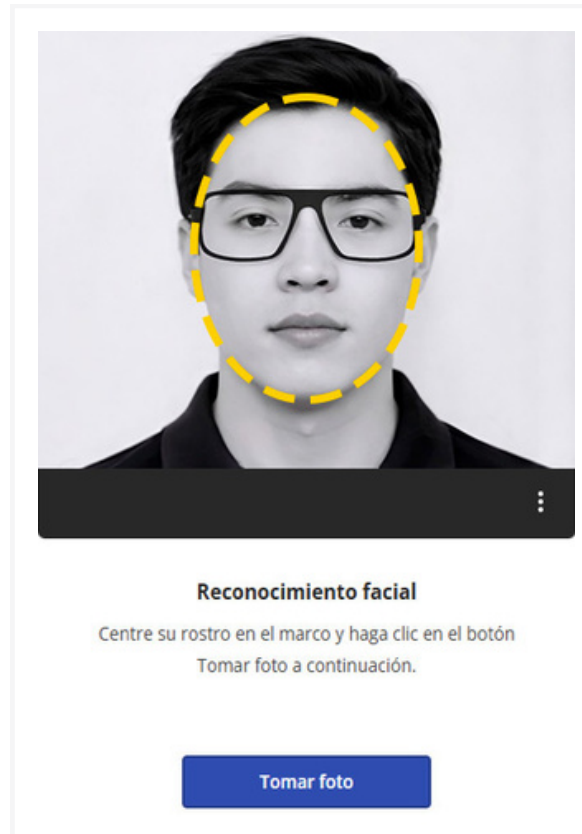 Reconocimiento facial
Centre su rostro en el marco y haga clic en el botón
Tomar foto a continuación.
Tomar foto